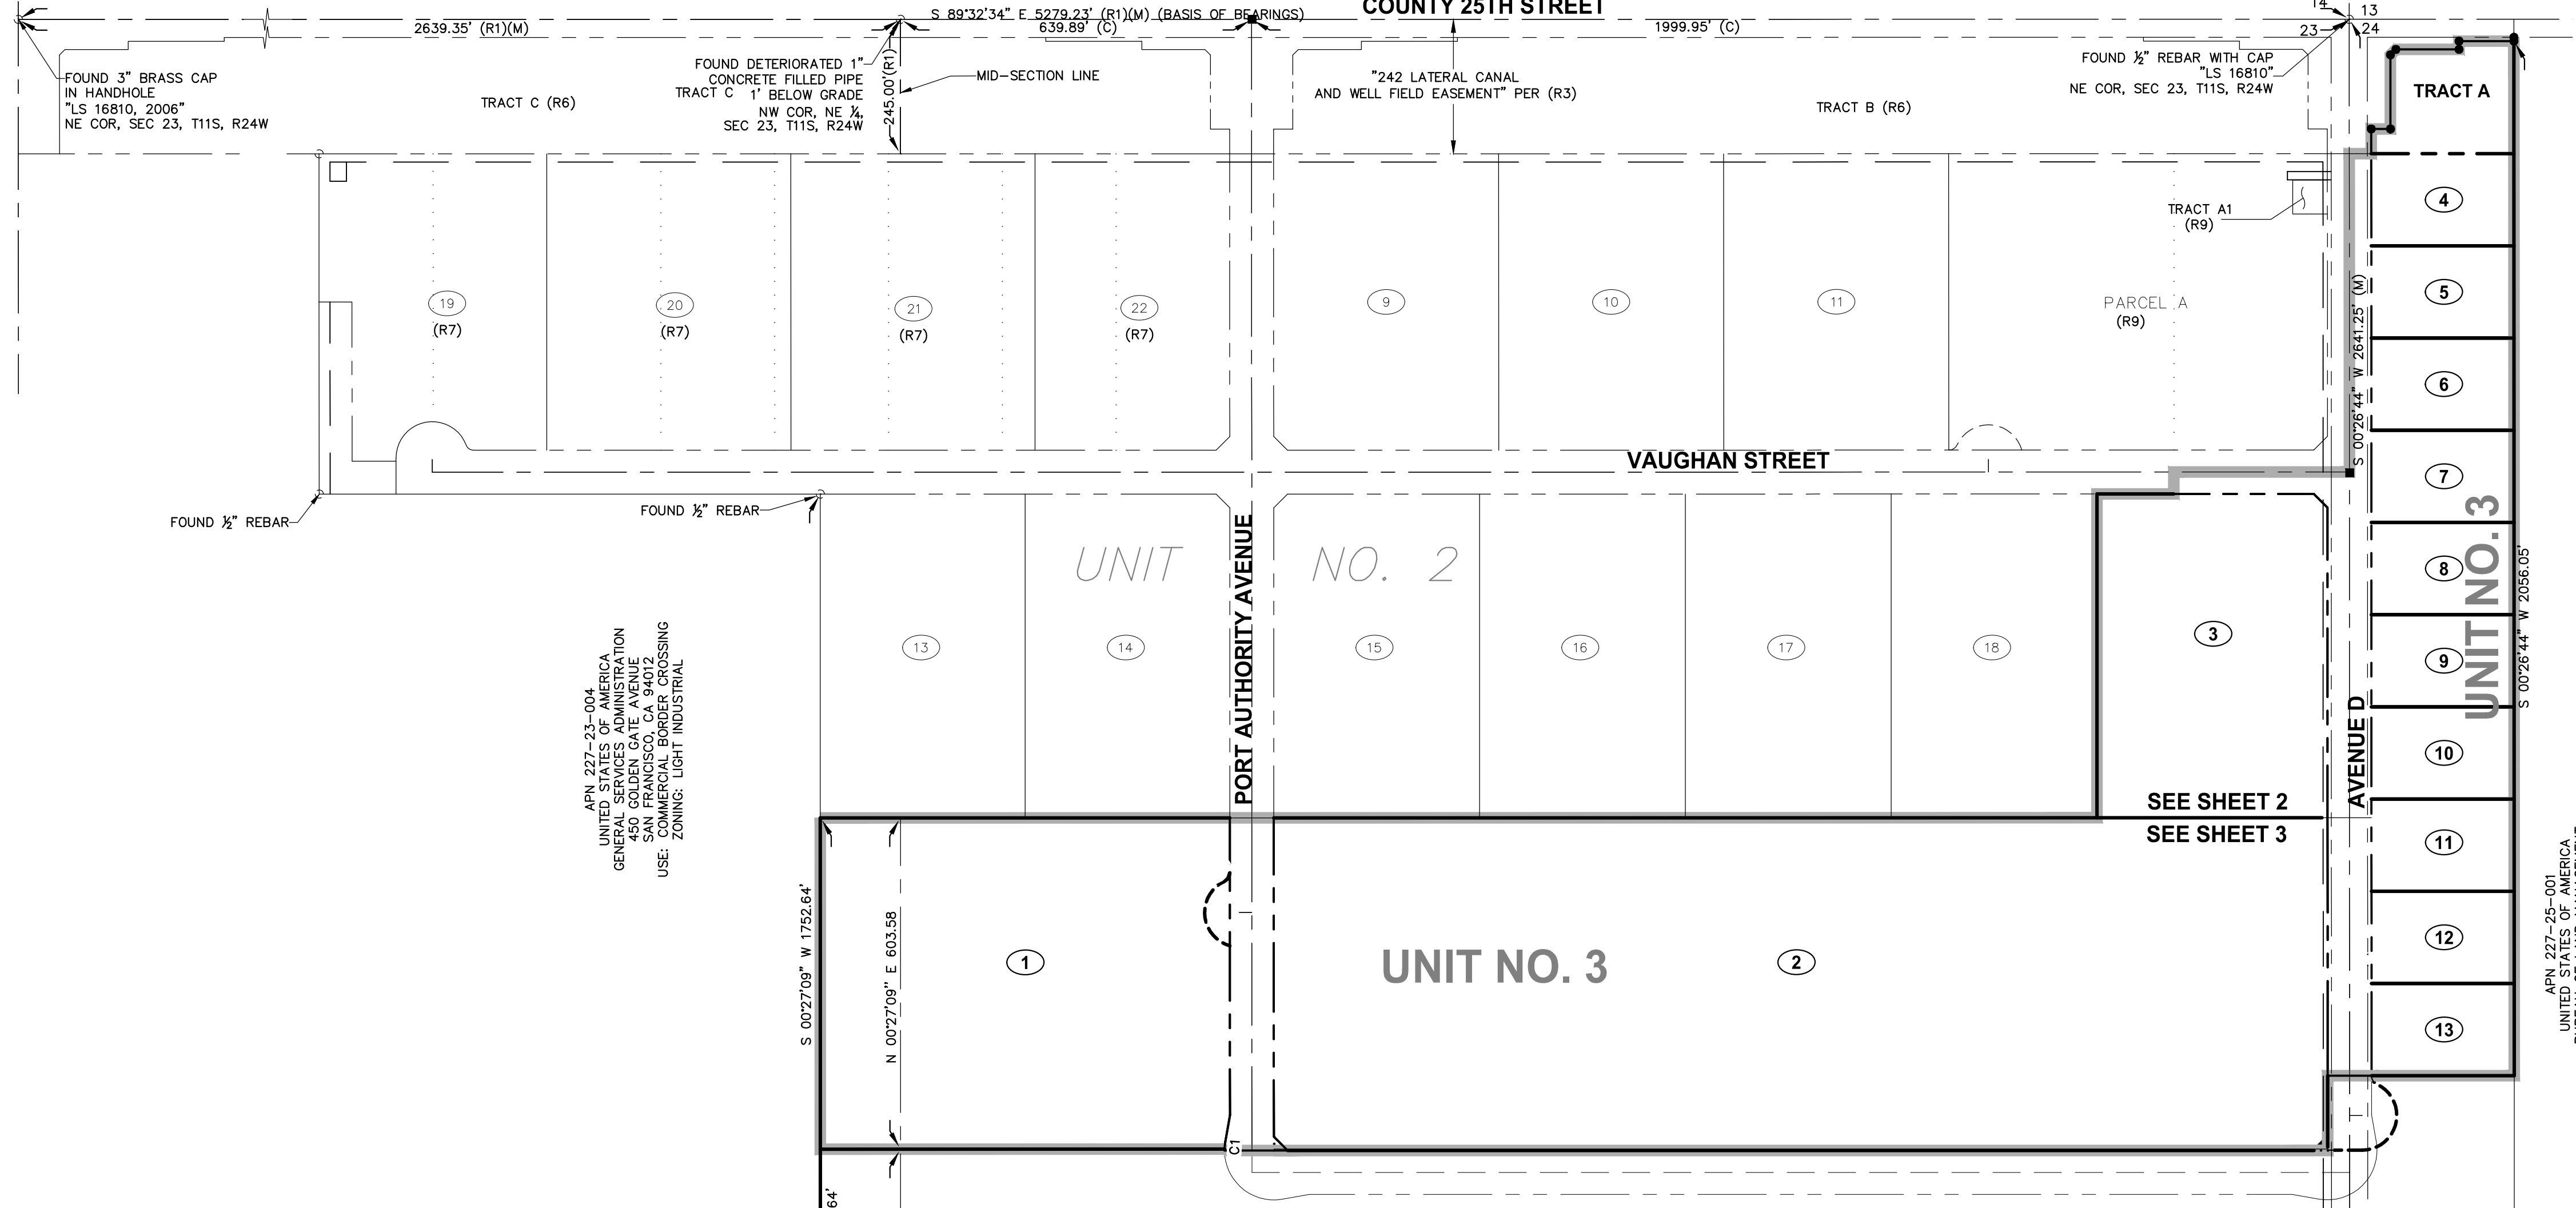 COUNTY 25TH STREET
S 89°32'34" E 5279.23' (R1)(M) (BASIS OF BEARINGS)
2639.35' (R1)(M)
639.89' (C)
1999.95' (C)
14
13
23
24
FOUND 3" BRASS CAP
IN HANDHOLE
"LS 16810, 2006"
NE COR, SEC 23, T11S, R24W
TRACT C (R6)
FOUND DETERIORATED 1"
CONCRETE FILLED PIPE
TRACT C
1' BELOW GRADE
NW COR, NE ¼,
SEC 23, T11S, R24W
245.00'(R1)
MID-SECTION LINE
"242 LATERAL CANAL
AND WELL FIELD EASEMENT" PER (R3)
TRACT B (R6)
FOUND ½" REBAR WITH CAP
"LS 16810"
NE COR, SEC 23, T11S, R24W
TRACT A
TRACT A1
(R9)
19
(R7)
20
(R7)
21
(R7)
22
(R7)
9
10
11
PARCEL A
(R9)
S 00°26'44" W 2641.25' (M)
4
5
6
7
8
9
10
11
12
13
UNIT NO. 3
S 00°26'44" W 2056.05'
VAUGHAN STREET
FOUND ½" REBAR
FOUND ½" REBAR
UNIT NO. 2
PORT AUTHORITY AVENUE
13
14
15
16
17
18
3
AVENUE D
APN 227-23-004
UNITED STATES OF AMERICA
GENERAL SERVICES ADMINISTRATION
450 GOLDEN GATE AVENUE
SAN FRANCISCO, CA 94012
USE: COMMERCIAL BORDER CROSSING
ZONING: LIGHT INDUSTRIAL
SEE SHEET 2
SEE SHEET 3
S 00°27'09" W 1752.64'
N 00°27'09" E 603.58
1
UNIT NO. 3
2
C1
64'
APN 227-25-001
UNITED STATES OF AMERICA